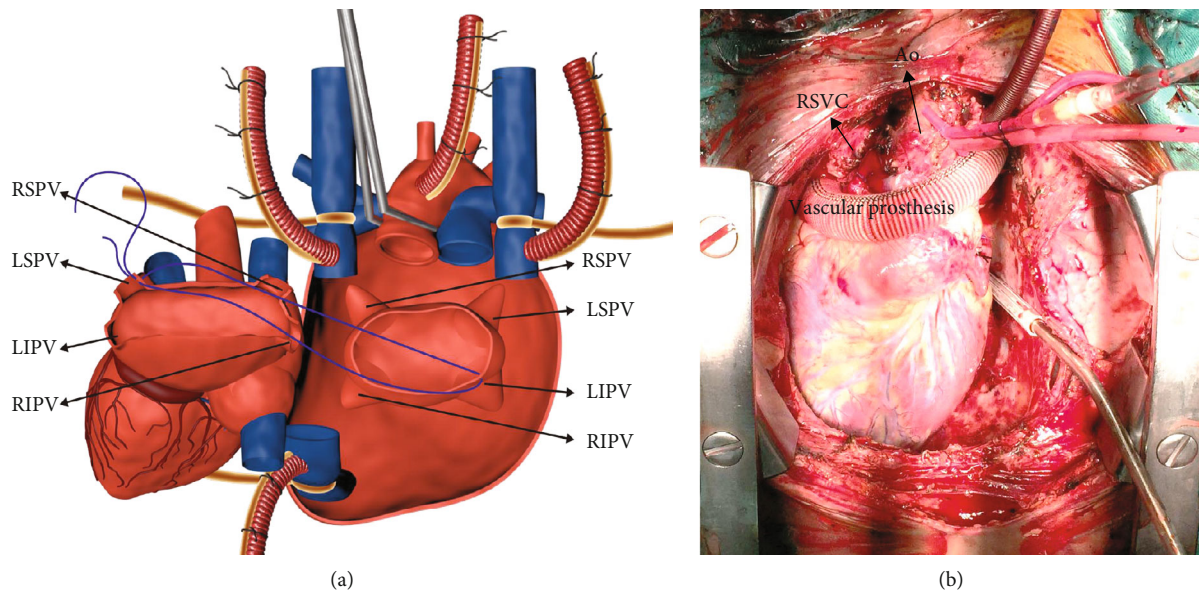 RSPV
LSPV
LIPV
RIPV
RSPV
LSPV
LIPV
RIPV
(a)
Ao
RSVC
Vascular prosthesis
(b)